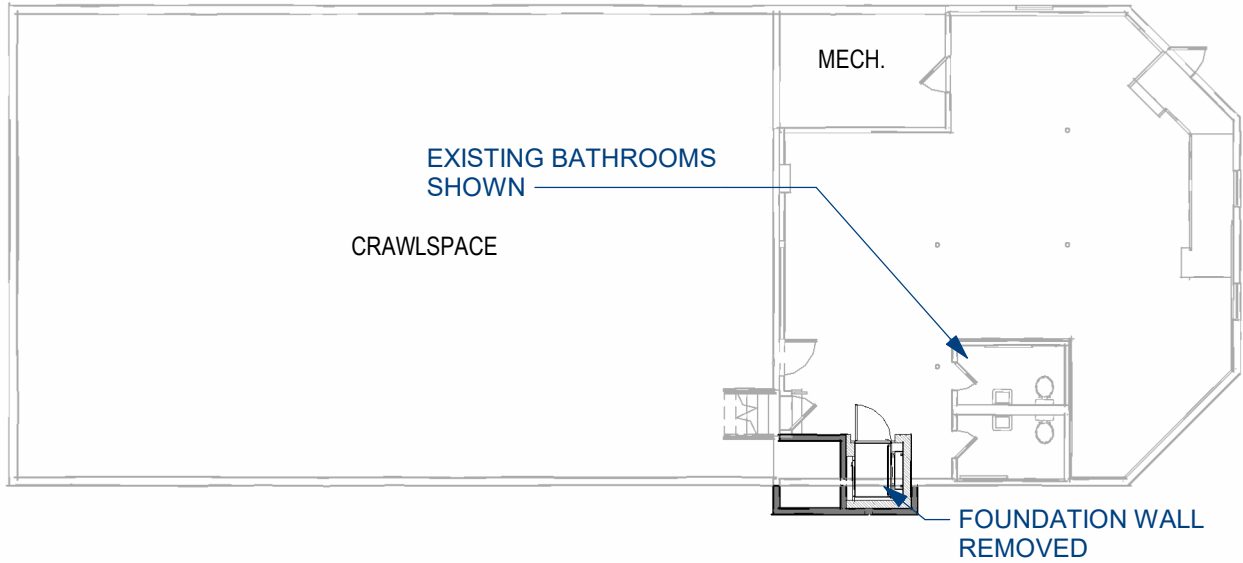 MECH.
EXISTING BATHROOMS
SHOWN
CRAWLSPACE
FOUNDATION WALL
REMOVED